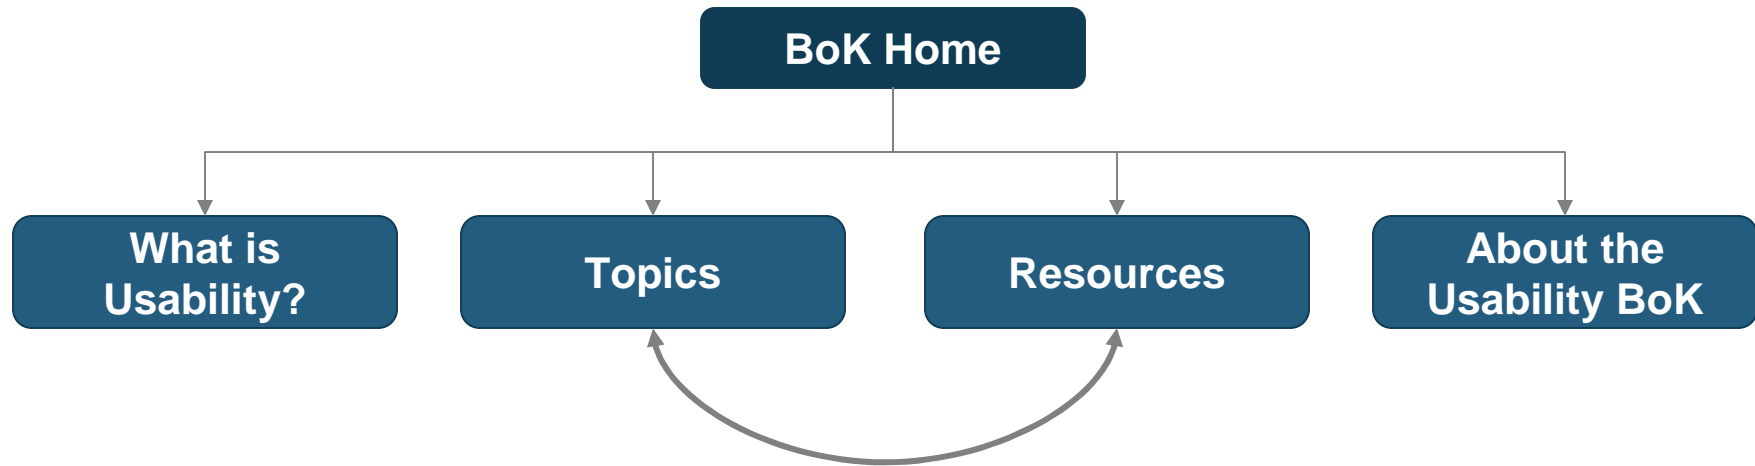 BoK Home
What is
Usability?
Topics
Resources
About the
Usability BoK